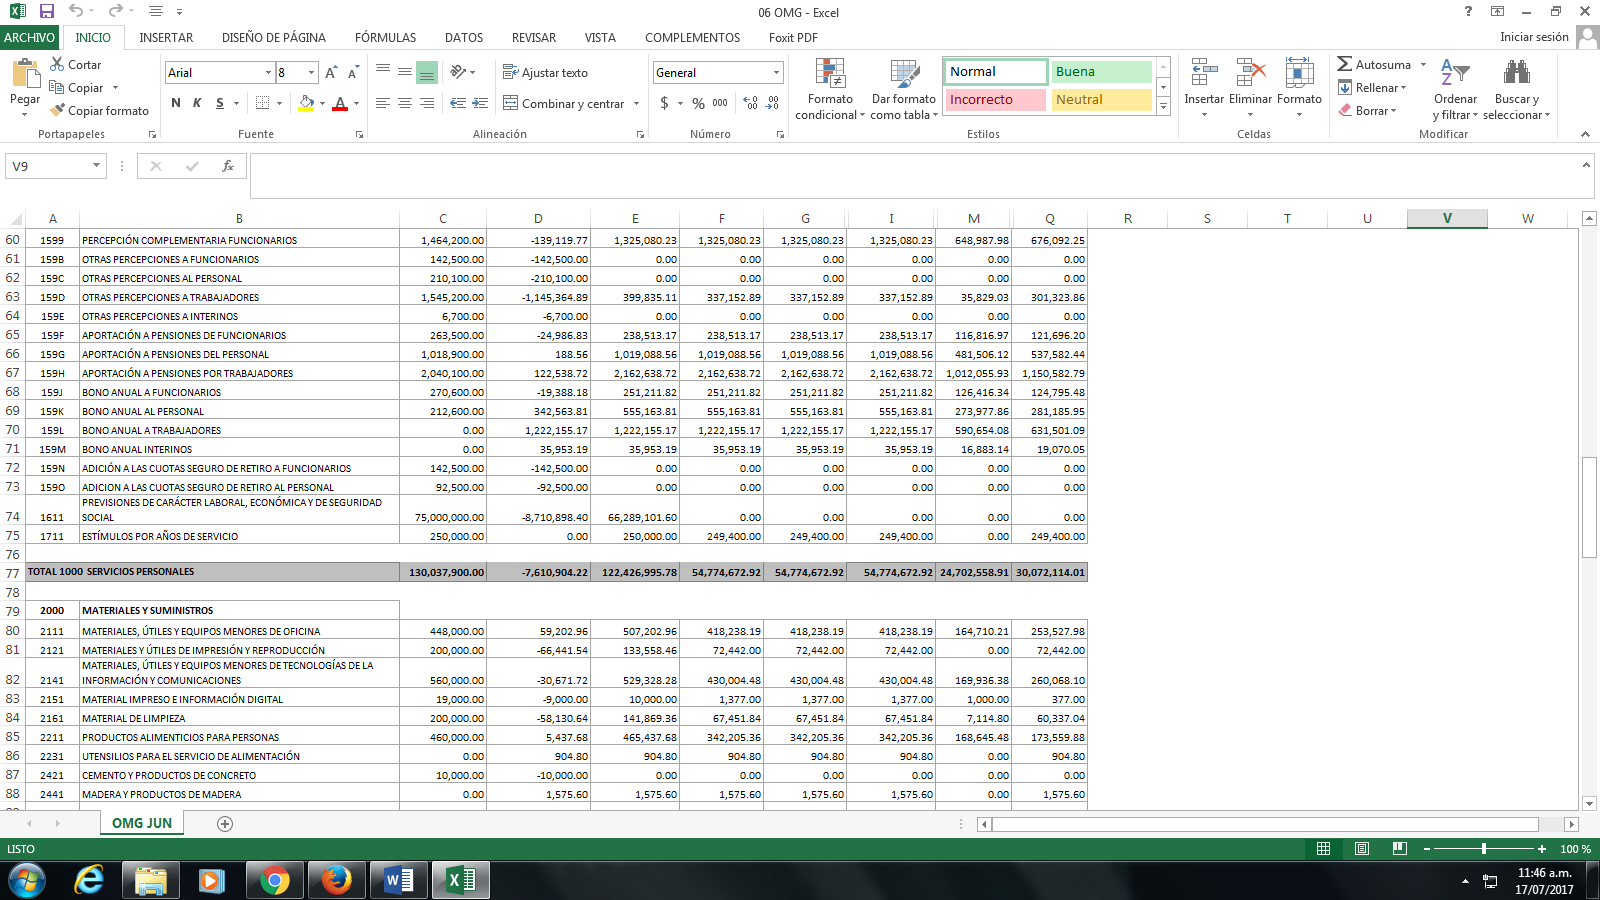 06 OMG - Excel
?
ARCHIVO INICIO INSERTAR DISEÑO DE PÁGINA FÓRMULAS DATOS REVISAR VISTA COMPLEMENTOS Foxit PDF Iniciar sesión
Pegar
Cortar
Copiar
Copiar formato
Portapapeles
Arial 8 A A
N K S A
Fuente
Ajustar texto
Combinar y centrar
Alineación
General
$ % 000
Número
Formato condicional
Dar formato como tabla
Normal Buena
Incorrecto Neutral
Estilos
Insertar Eliminar Formato
Celdas
Autosuma
Rellenar
Borrar
Ordenar y filtrar
Buscar y seleccionar
Modificar
V9 fx
A B C D E F G I M Q R S T U V W
60 1599 PERCEPCIÓN COMPLEMENTARIA FUNCIONARIOS 1,464,200.00 -139,119.77 1,325,080.23 1,325,080.23 1,325,080.23 1,325,080.23 648,987.98 676,092.25
61 159B OTRAS PERCEPCIONES A FUNCIONARIOS 142,500.00 -142,500.00 0.00 0.00 0.00 0.00 0.00 0.00
62 159C OTRAS PERCEPCIONES AL PERSONAL 210,100.00 -210,100.00 0.00 0.00 0.00 0.00 0.00 0.00
63 159D OTRAS PERCEPCIONES A TRABAJADORES 1,545,200.00 -1,145,364.89 399,835.11 337,152.89 337,152.89 337,152.89 35,829.03 301,323.86
64 159E OTRAS PERCEPCIONES A INTERINOS 6,700.00 -6,700.00 0.00 0.00 0.00 0.00 0.00 0.00
65 159F APORTACIÓN A PENSIONES DE FUNCIONARIOS 263,500.00 -24,986.83 238,513.17 238,513.17 238,513.17 238,513.17 116,816.97 121,696.20
66 159G APORTACIÓN A PENSIONES DEL PERSONAL 1,018,900.00 188.56 1,019,088.56 1,019,088.56 1,019,088.56 1,019,088.56 481,506.12 537,582.44
67 159H APORTACIÓN A PENSIONES POR TRABAJADORES 2,040,100.00 122,538.72 2,162,638.72 2,162,638.72 2,162,638.72 2,162,638.72 1,012,055.93 1,150,582.79
68 159J BONO ANUAL A FUNCIONARIOS 270,600.00 -19,388.18 251,211.82 251,211.82 251,211.82 251,211.82 126,416.34 124,795.48
69 159K BONO ANUAL AL PERSONAL 212,600.00 342,563.81 555,163.81 555,163.81 555,163.81 555,163.81 273,977.86 281,185.95
70 159L BONO ANUAL A TRABAJADORES 0.00 1,222,155.17 1,222,155.17 1,222,155.17 1,222,155.17 1,222,155.17 590,654.08 631,501.09
71 159M BONO ANUAL INTERINOS 0.00 35,953.19 35,953.19 35,953.19 35,953.19 35,953.19 16,883.14 19,070.05
72 159N ADICIÓN A LAS CUOTAS SEGURO DE RETIRO A FUNCIONARIOS 142,500.00 -142,500.00 0.00 0.00 0.00 0.00 0.00 0.00
73 159O ADICION A LAS CUOTAS SEGURO DE RETIRO AL PERSONAL 92,500.00 -92,500.00 0.00 0.00 0.00 0.00 0.00 0.00
PREVISIONES DE CARÁCTER LABORAL, ECONÓMICA Y DE SEGURIDAD
74 1611 SOCIAL 75,000,000.00 -8,710,898.40 66,289,101.60 0.00 0.00 0.00 0.00 0.00
75 1711 ESTÍMULOS POR AÑOS DE SERVICIO 250,000.00 0.00 250,000.00 249,400.00 249,400.00 249,400.00 0.00 249,400.00
76
77 TOTAL 1000 SERVICIOS PERSONALES 130,037,900.00 -7,610,904.22 122,426,995.78 54,774,672.92 54,774,672.92 54,774,672.92 24,702,558.91 30,072,114.01
78
79 2000 MATERIALES Y SUMINISTROS
80 2111 MATERIALES, ÚTILES Y EQUIPOS MENORES DE OFICINA 448,000.00 59,202.96 507,202.96 418,238.19 418,238.19 418,238.19 164,710.21 253,527.98
81 2121 MATERIALES Y ÚTILES DE IMPRESIÓN Y REPRODUCCIÓN 200,000.00 -66,441.54 133,558.46 72,442.00 72,442.00 72,442.00 0.00 72,442.00
MATERIALES, ÚTILES Y EQUIPOS MENORES DE TECNOLOGÍAS DE LA
82 2141 INFORMACIÓN Y COMUNICACIONES 560,000.00 -30,671.72 529,328.28 430,004.48 430,004.48 430,004.48 169,936.38 260,068.10
83 2151 MATERIAL IMPRESO E INFORMACIÓN DIGITAL 19,000.00 -9,000.00 10,000.00 1,377.00 1,377.00 1,377.00 1,000.00 377.00
84 2161 MATERIAL DE LIMPIEZA 200,000.00 -58,130.64 141,869.36 67,451.84 67,451.84 67,451.84 7,114.80 60,337.04
85 2211 PRODUCTOS ALIMENTICIOS PARA PERSONAS 460,000.00 5,437.68 465,437.68 342,205.36 342,205.36 342,205.36 168,645.48 173,559.88
86 2231 UTENSILIOS PARA EL SERVICIO DE ALIMENTACIÓN 0.00 904.80 904.80 904.80 904.80 904.80 0.00 904.80
87 2421 CEMENTO Y PRODUCTOS DE CONCRETO 10,000.00 -10,000.00 0.00 0.00 0.00 0.00 0.00 0.00
88 2441 MADERA Y PRODUCTOS DE MADERA 0.00 1,575.60 1,575.60 1,575.60 1,575.60 1,575.60 0.00 1,575.60
OMG JUN
LISTO 100 %
11:46 a.m.
17/07/2017